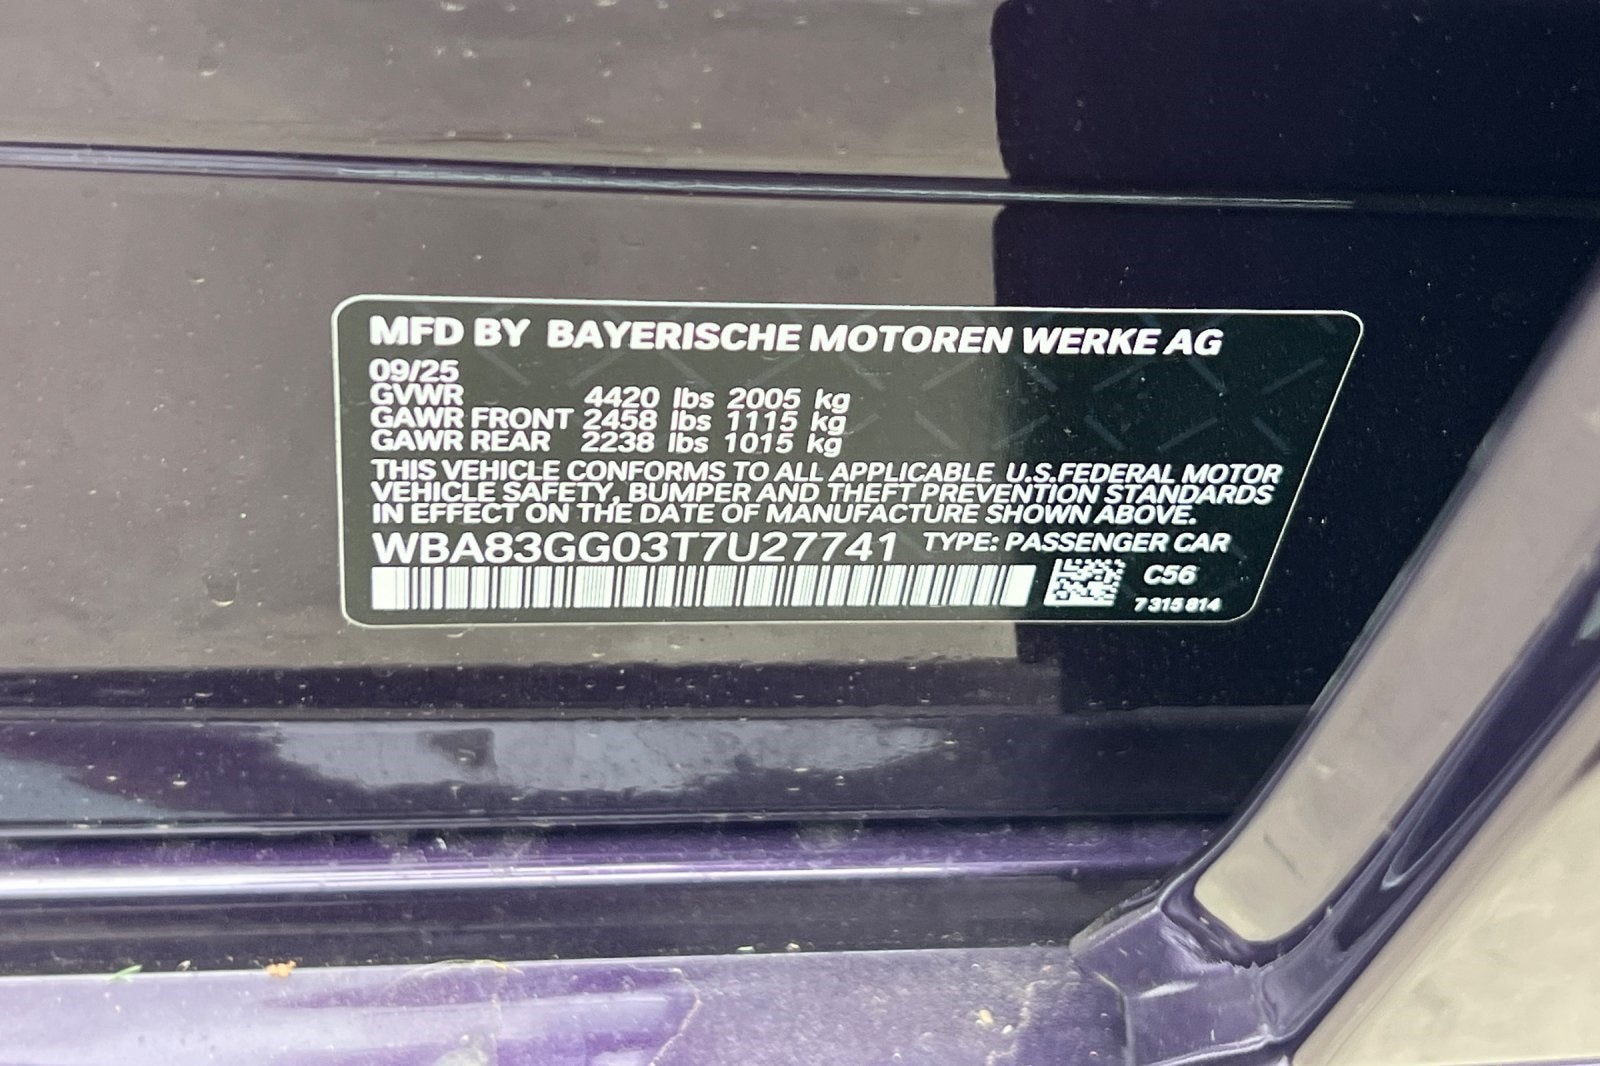 MFD BY BAYERISCHE MOTOREN WERKE AG
09/25
GVWR 4420 lbs 2005 kg
GAWR FRONT 2458 lbs 1115 kg
GAWR REAR 2238 lbs 1015 kg
THIS VEHICLE CONFORMS TO ALL APPLICABLE U.S.FEDERAL MOTOR
VEHICLE SAFETY, BUMPER AND THEFT PREVENTION STANDARDS
IN EFFECT ON THE DATE OF MANUFACTURE SHOWN ABOVE.
WBA83GG03T7U27741 TYPE: PASSENGER CAR
C56
7 315 814